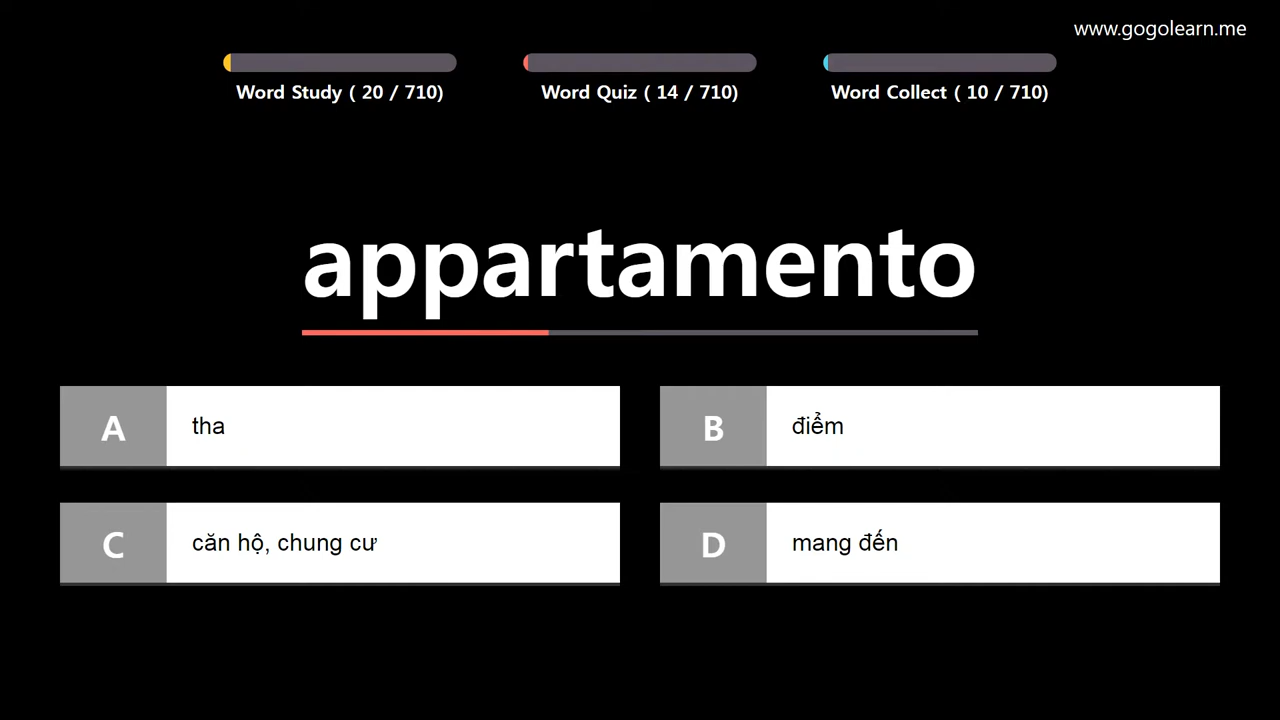 www.gogolearn.me
Word Study ( 20 / 710)
Word Quiz ( 14 / 710)
Word Collect ( 10 / 710)
appartamento
A
tha
B
điểm
C
căn hộ, chung cư
D
mang đến